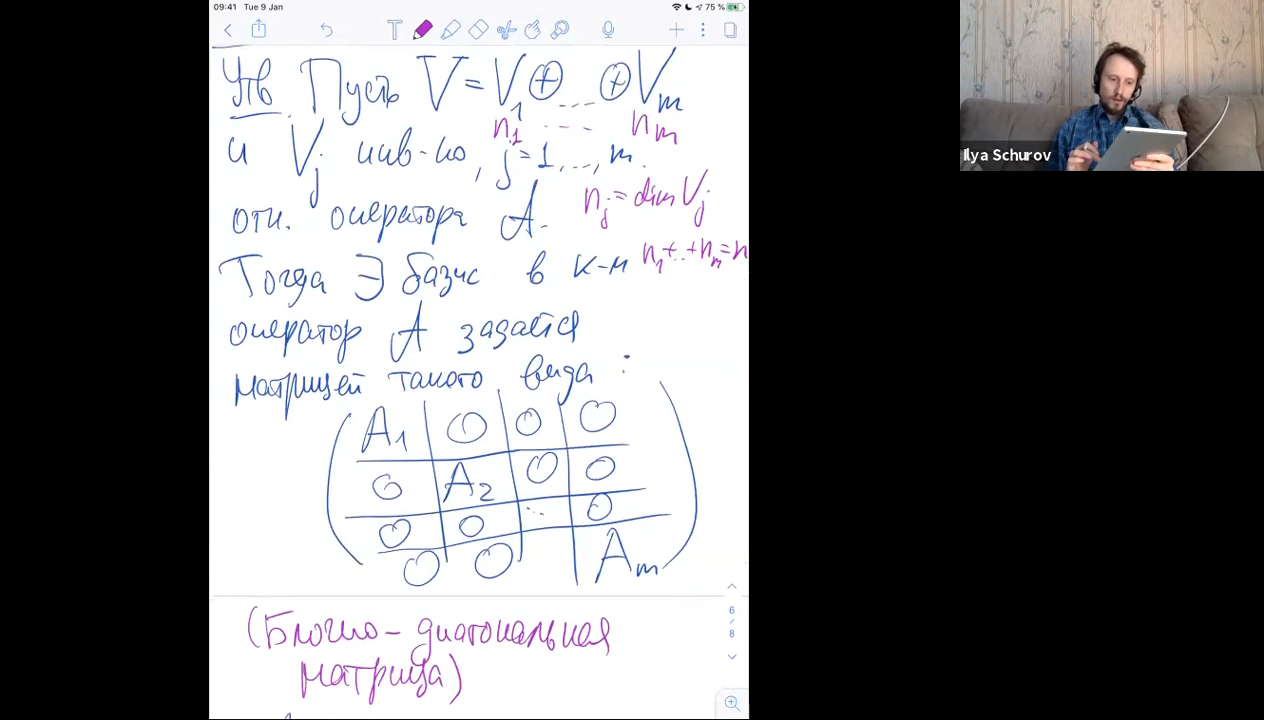 09:41 Tue 9 Jan
75 %
Утв. Пусть V = V₁ ⊕ ... ⊕ Vₘ
n₁ ... nₘ
и Vⱼ инв-но, j = 1, ..., m.
nⱼ = dim Vⱼ
отн. оператора A.
n₁ + .. + nₘ = n
Тогда ∃ базис в к-м
оператор A задаётся
матрицей такого вида:
A₁ 0 0 0
0 A₂ 0 0
0 0 ... 0
0 0 Aₘ
(Блочно-диагональная
матрица)
6
/
8
Ilya Schurov